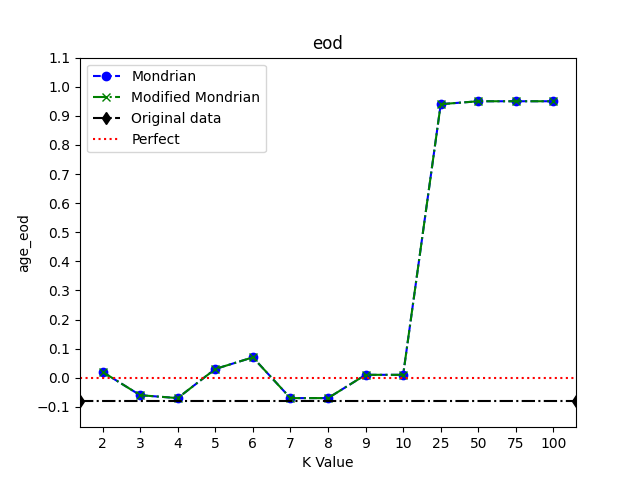 eod
1.1
1.0
0.9
0.8
0.7
0.6
0.5
0.4
0.3
0.2
0.1
0.0
−0.1
age_eod
Mondrian
Modified Mondrian
Original data
Perfect
2 3 4 5 6 7 8 9 10 25 50 75 100
K Value